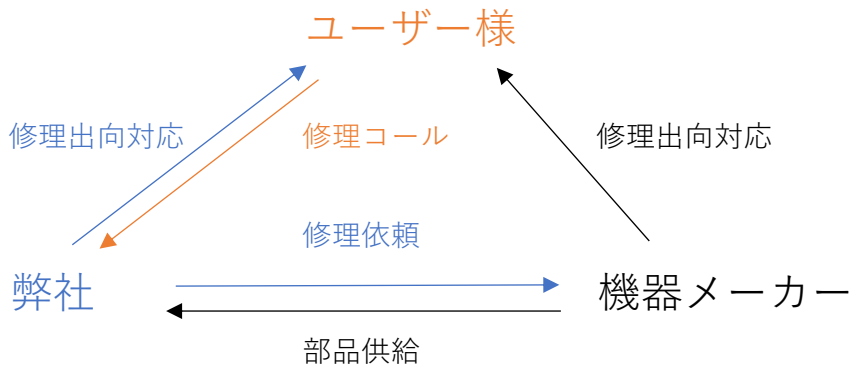 ユーザー様
修理出向対応
修理コール
修理出向対応
修理依頼
弊社
機器メーカー
部品供給